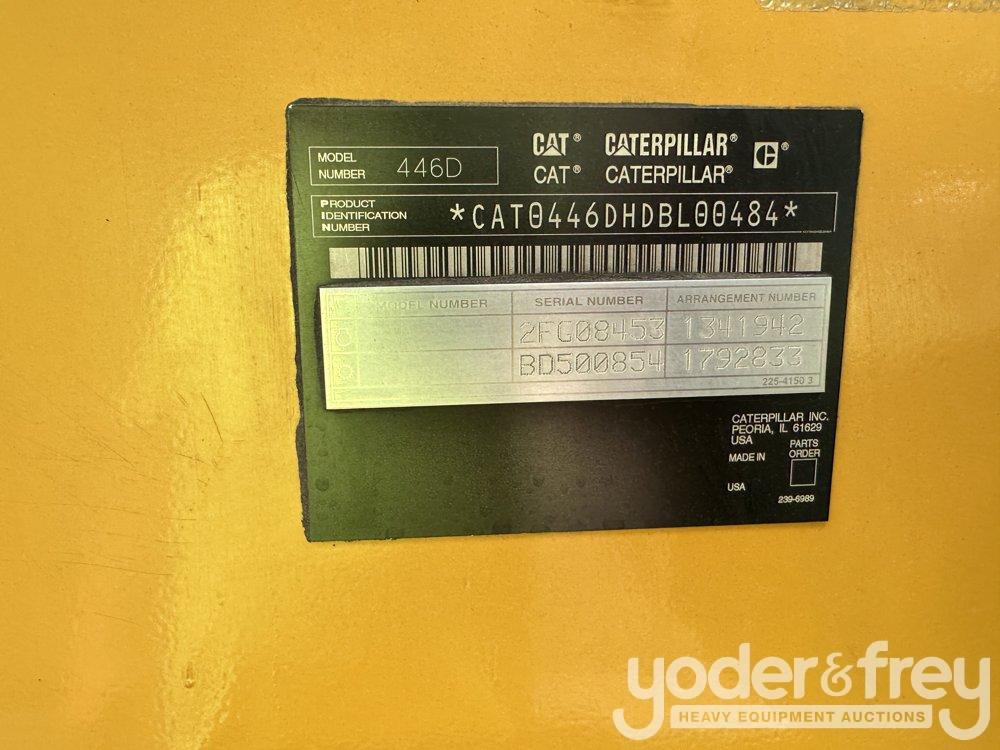 MODEL NUMBER 446D
CAT® CATERPILLAR® ®
CAT® CATERPILLAR®
PRODUCT IDENTIFICATION NUMBER *CAT0446DHDBL00484*
MODEL NUMBER SERIAL NUMBER ARRANGEMENT NUMBER
2FG08453 1341942
BD500854 1792833
225-4150 3
CATERPILLAR INC.
PEORIA, IL 61629
USA
PARTS ORDER
MADE IN
USA
239-6989
yoder&frey
HEAVY EQUIPMENT AUCTIONS